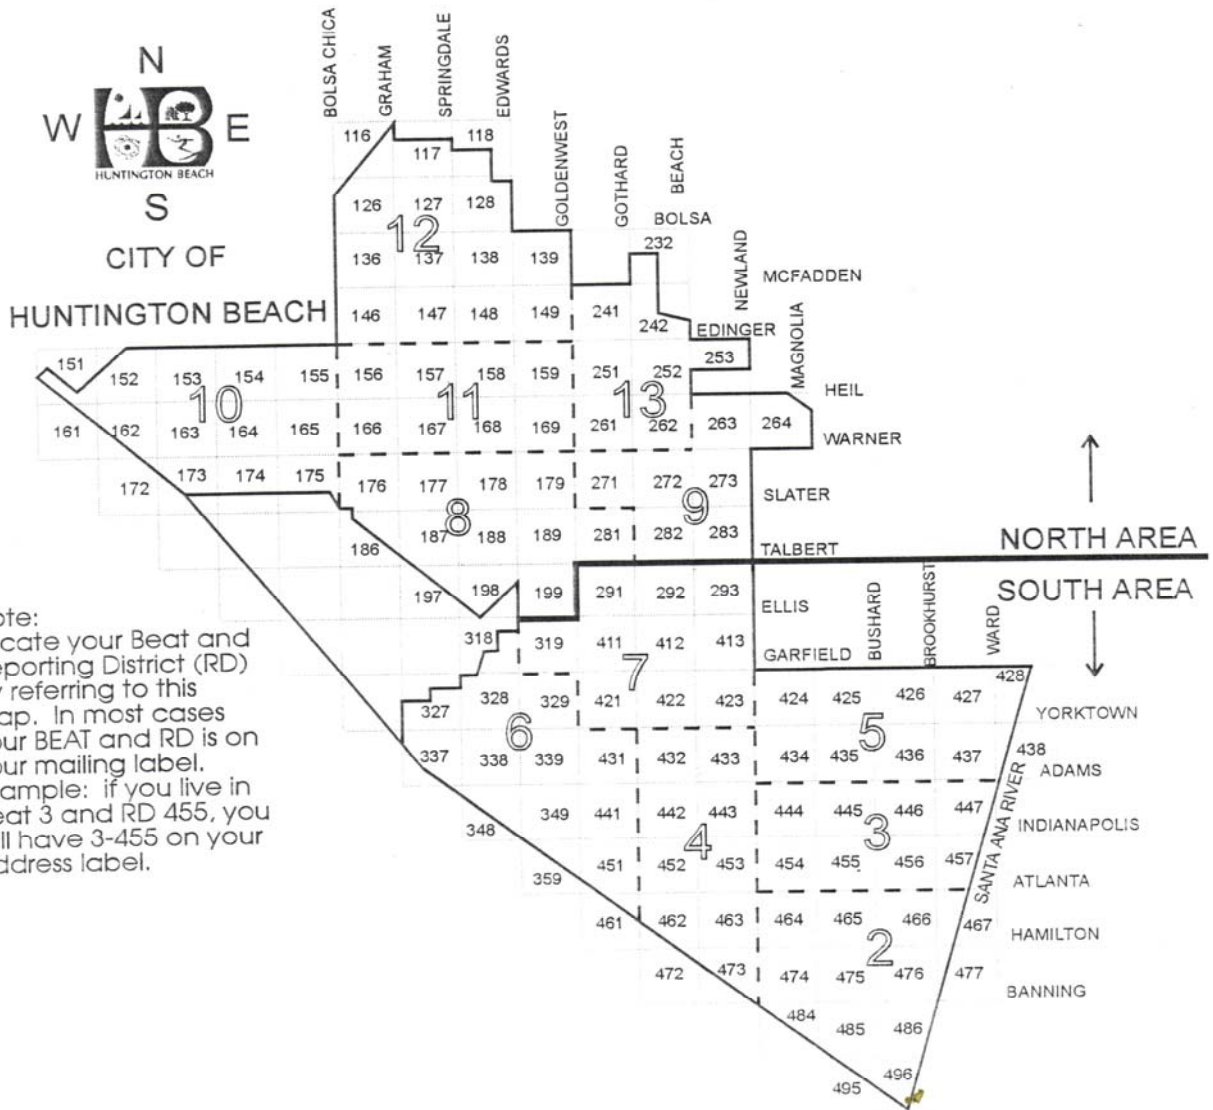 BOLSA CHICA
GRAHAM
SPRINGDALE
EDWARDS
GOLDENWEST
GOTHARD
BEACH
BOLSA
NEWLAND
MCFADDEN
MAGNOLIA
EDINGER
HEIL
WARNER
SLATER
TALBERT
N
W E
HUNTINGTON BEACH
S
CITY OF
HUNTINGTON BEACH
116 117 118
126 127 128
12
136 137 138 139 232
146 147 148 149 241 242
151 152 153 154 155 156 157 158 159 251 252 253
10 11 13
161 162 163 164 165 166 167 168 169 261 262 263 264
172 173 174 175 176 177 178 179 271 272 273
8 9
186 187 188 189 281 282 283
NORTH AREA
SOUTH AREA
197 198 199 291 292 293
ELLIS
BUSHARD
BROOKHURST
WARD
318 319 411 412 413
GARFIELD
7
327 328 329 421 422 423 424 425 426 427 428
YORKTOWN
6 5
337 338 339 431 432 433 434 435 436 437 438
ADAMS
SANTA ANA RIVER
348 349 441 442 443 444 445 446 447
INDIANAPOLIS
4 3
359 451 452 453 454 455 456 457
ATLANTA
461 462 463 464 465 466 467
HAMILTON
2
472 473 474 475 476 477
BANNING
484 485 486
495 496
ote:
cate your Beat and
eporting District (RD)
y referring to this
ap. In most cases
our BEAT and RD is on
our mailing label.
ample: if you live in
eat 3 and RD 455, you
ll have 3-455 on your
ddress label.